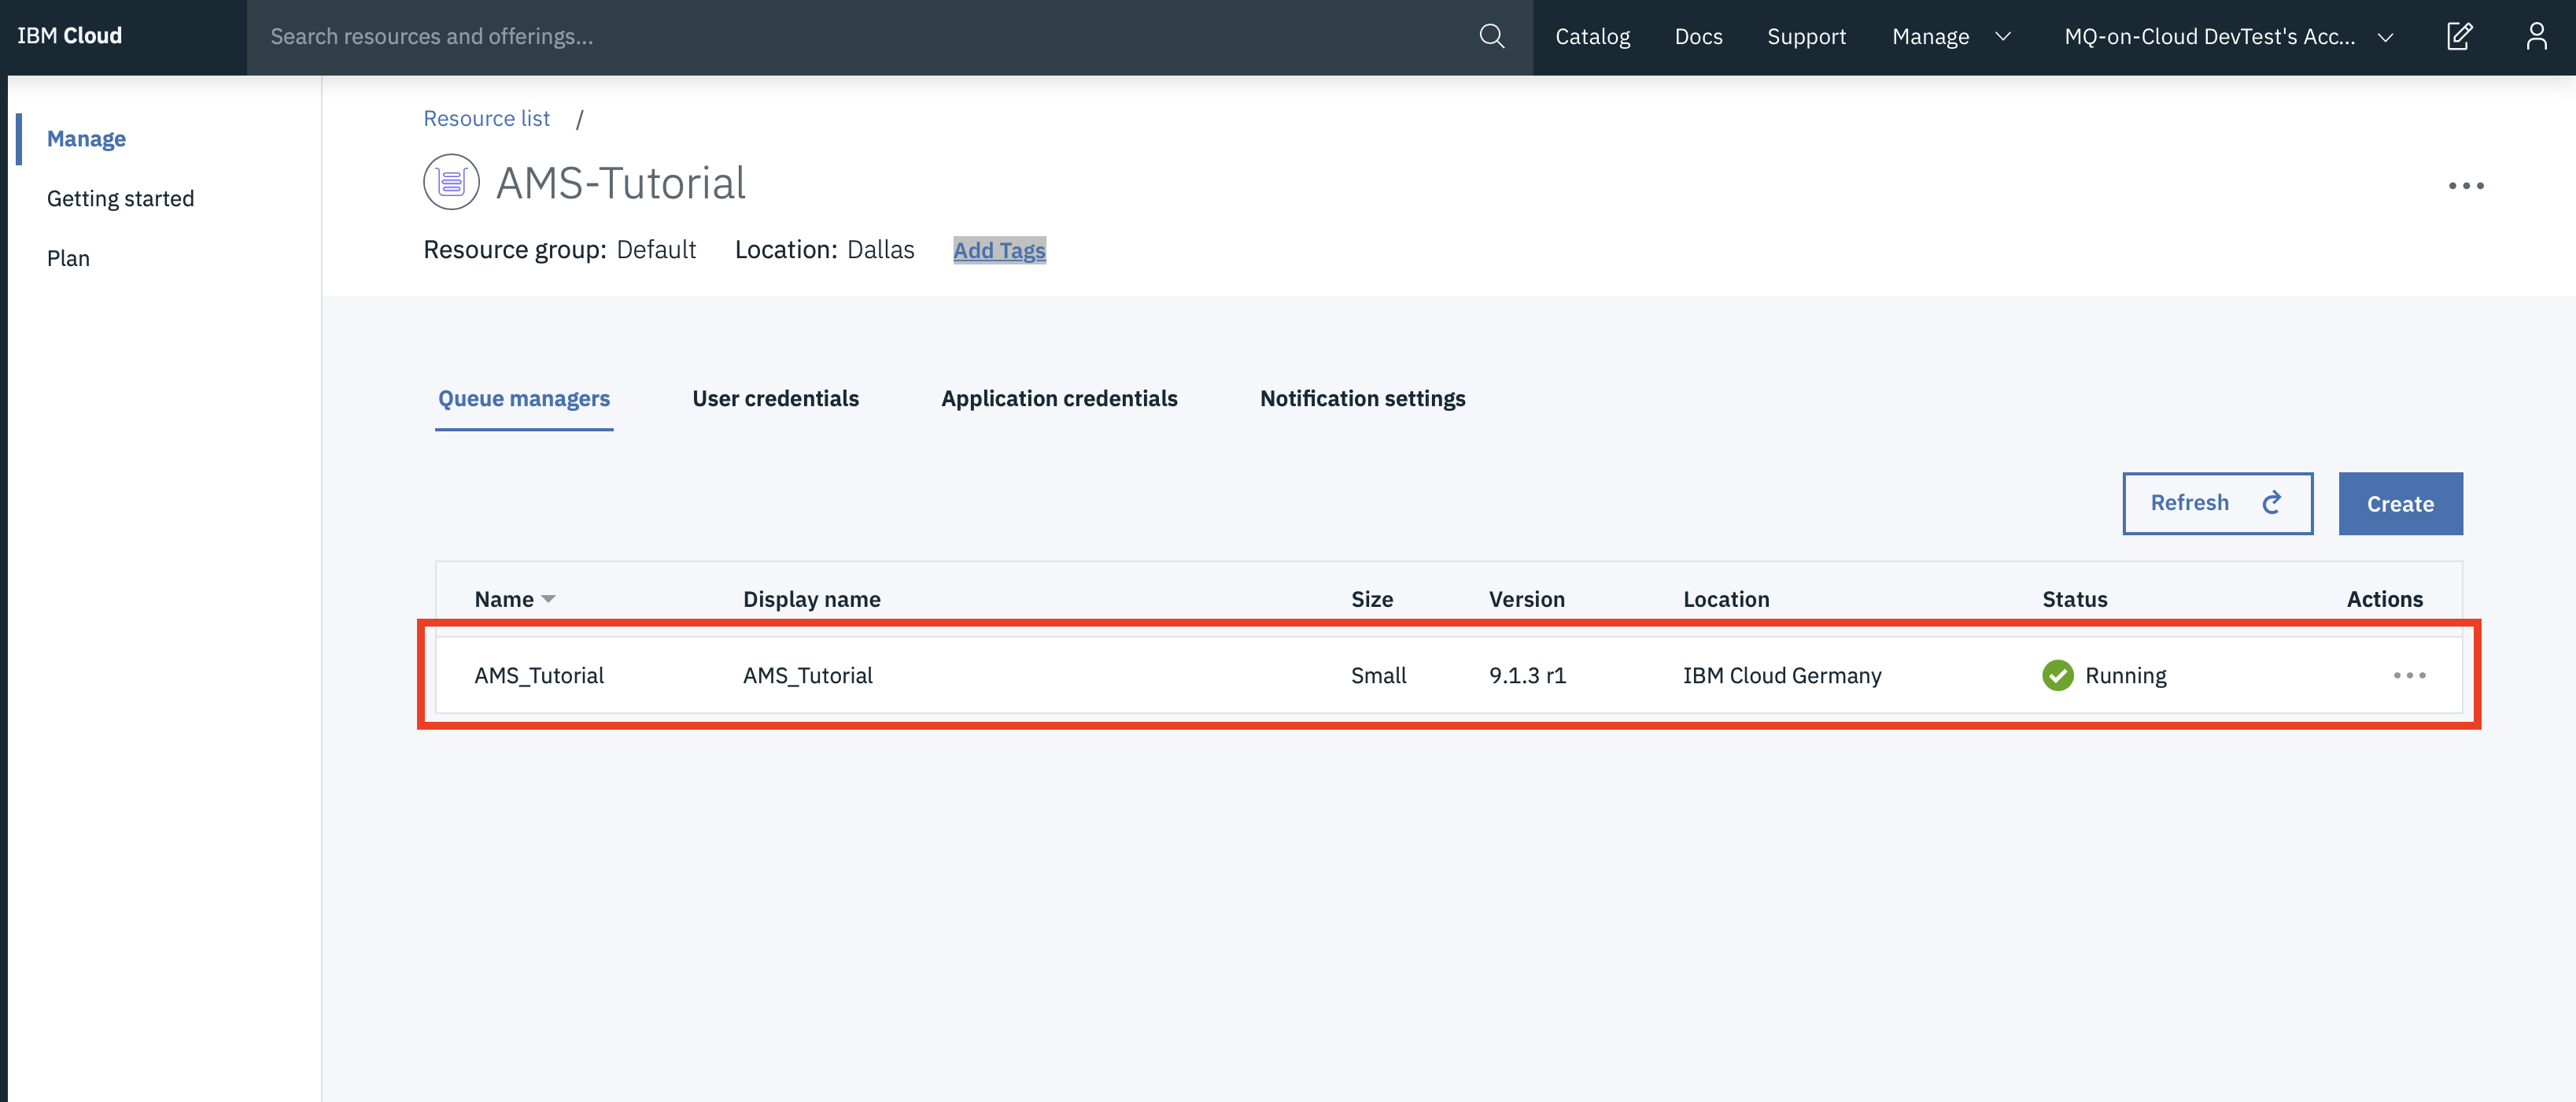 IBM Cloud
Search resources and offerings...
Catalog
Docs
Support
Manage
MQ-on-Cloud DevTest's Acc...
Manage
Getting started
Plan
Resource list /
AMS-Tutorial
Resource group: Default Location: Dallas Add Tags
Queue managers User credentials Application credentials Notification settings
Refresh Create
Name Display name Size Version Location Status Actions
AMS_Tutorial AMS_Tutorial Small 9.1.3 r1 IBM Cloud Germany Running